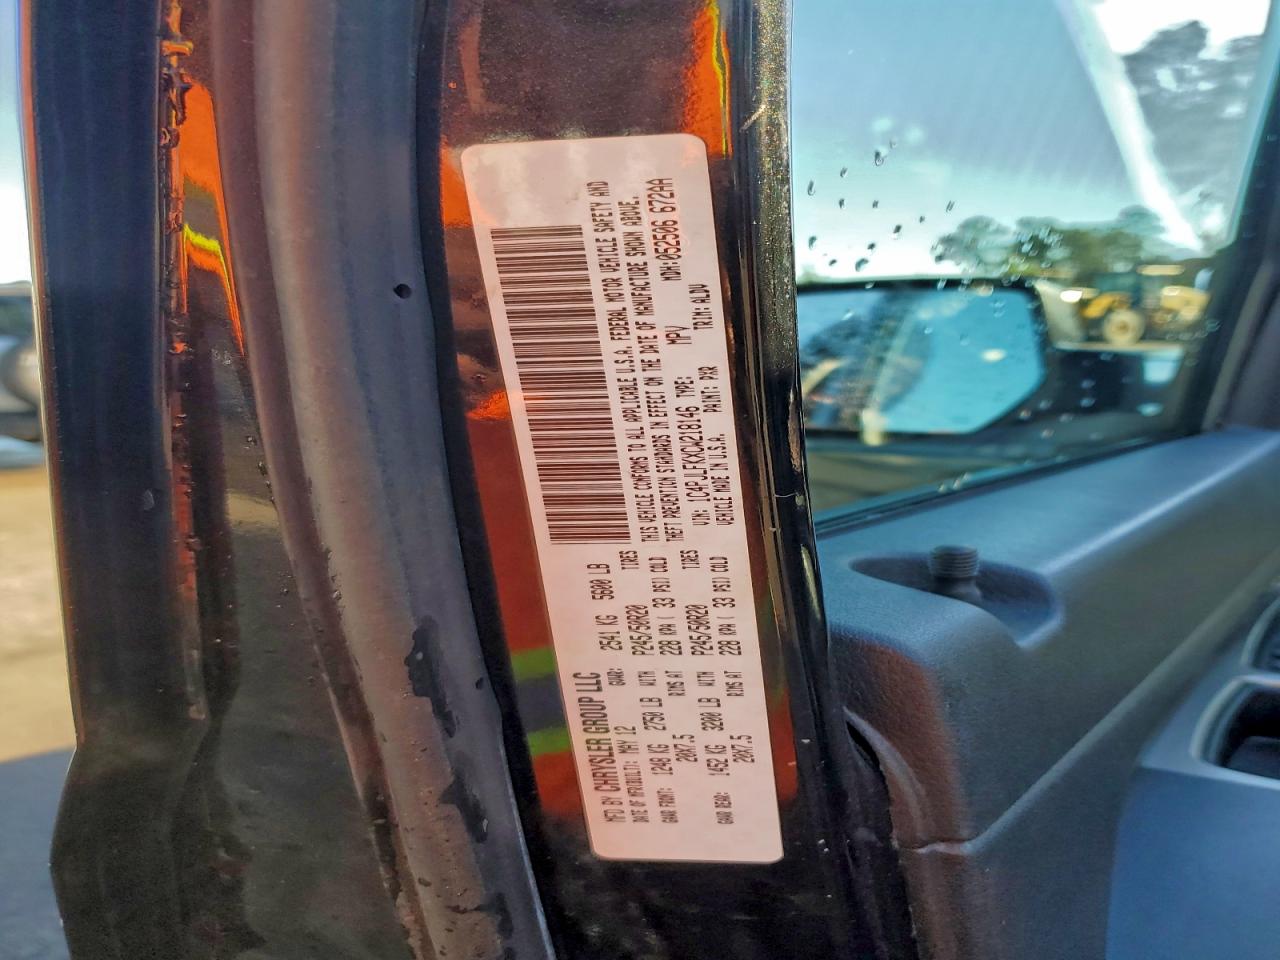 MFD BY CHRYSLER GROUP LLC
DATE OF MFR(BUILT): MAY 12 GVWR: 2541 KG 5600 LB
GAWR FRONT: 1248 KG 2750 LB WITH P245/50R20 TIRES
20X7.5 RIMS AT 228 KPA ( 33 PSI) COLD
GAWR REAR: 1452 KG 3200 LB WITH P245/50R20 TIRES
20X7.5 RIMS AT 228 KPA ( 33 PSI) COLD
THIS VEHICLE CONFORMS TO ALL APPLICABLE U.S.A. FEDERAL MOTOR VEHICLE SAFETY AND
THEFT PREVENTION STANDARDS IN EFFECT ON THE DATE OF MANUFACTURE SHOWN ABOVE.
VIN: 1C4PJLFKXCW218146 TYPE: MPV MDH: 052506 672AA
VEHICLE MADE IN U.S.A. PAINT: PXR TRIM: ALDV